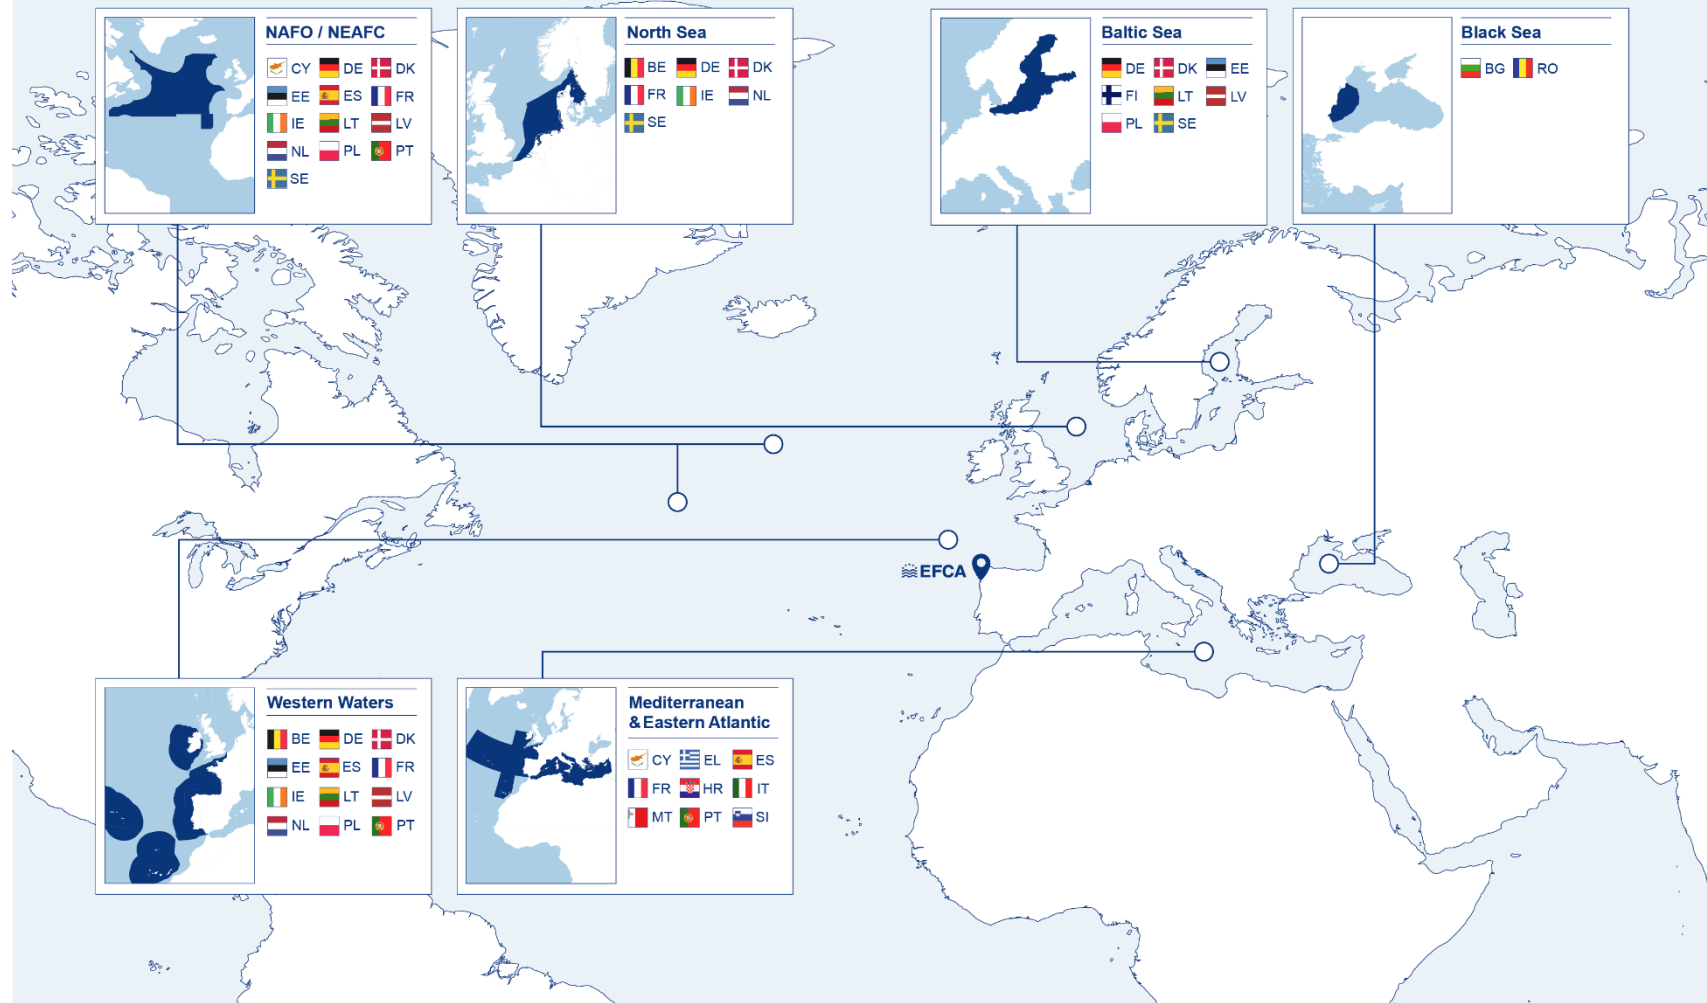 NAFO / NEAFC
CY DE DK
EE ES FR
IE LT LV
NL PL PT
SE
North Sea
BE DE DK
FR IE NL
SE
Baltic Sea
DE DK EE
FI LT LV
PL SE
Black Sea
BG RO
EFCA
Western Waters
BE DE DK
EE ES FR
IE LT LV
NL PL PT
Mediterranean
& Eastern Atlantic
CY EL ES
FR HR IT
MT PT SI